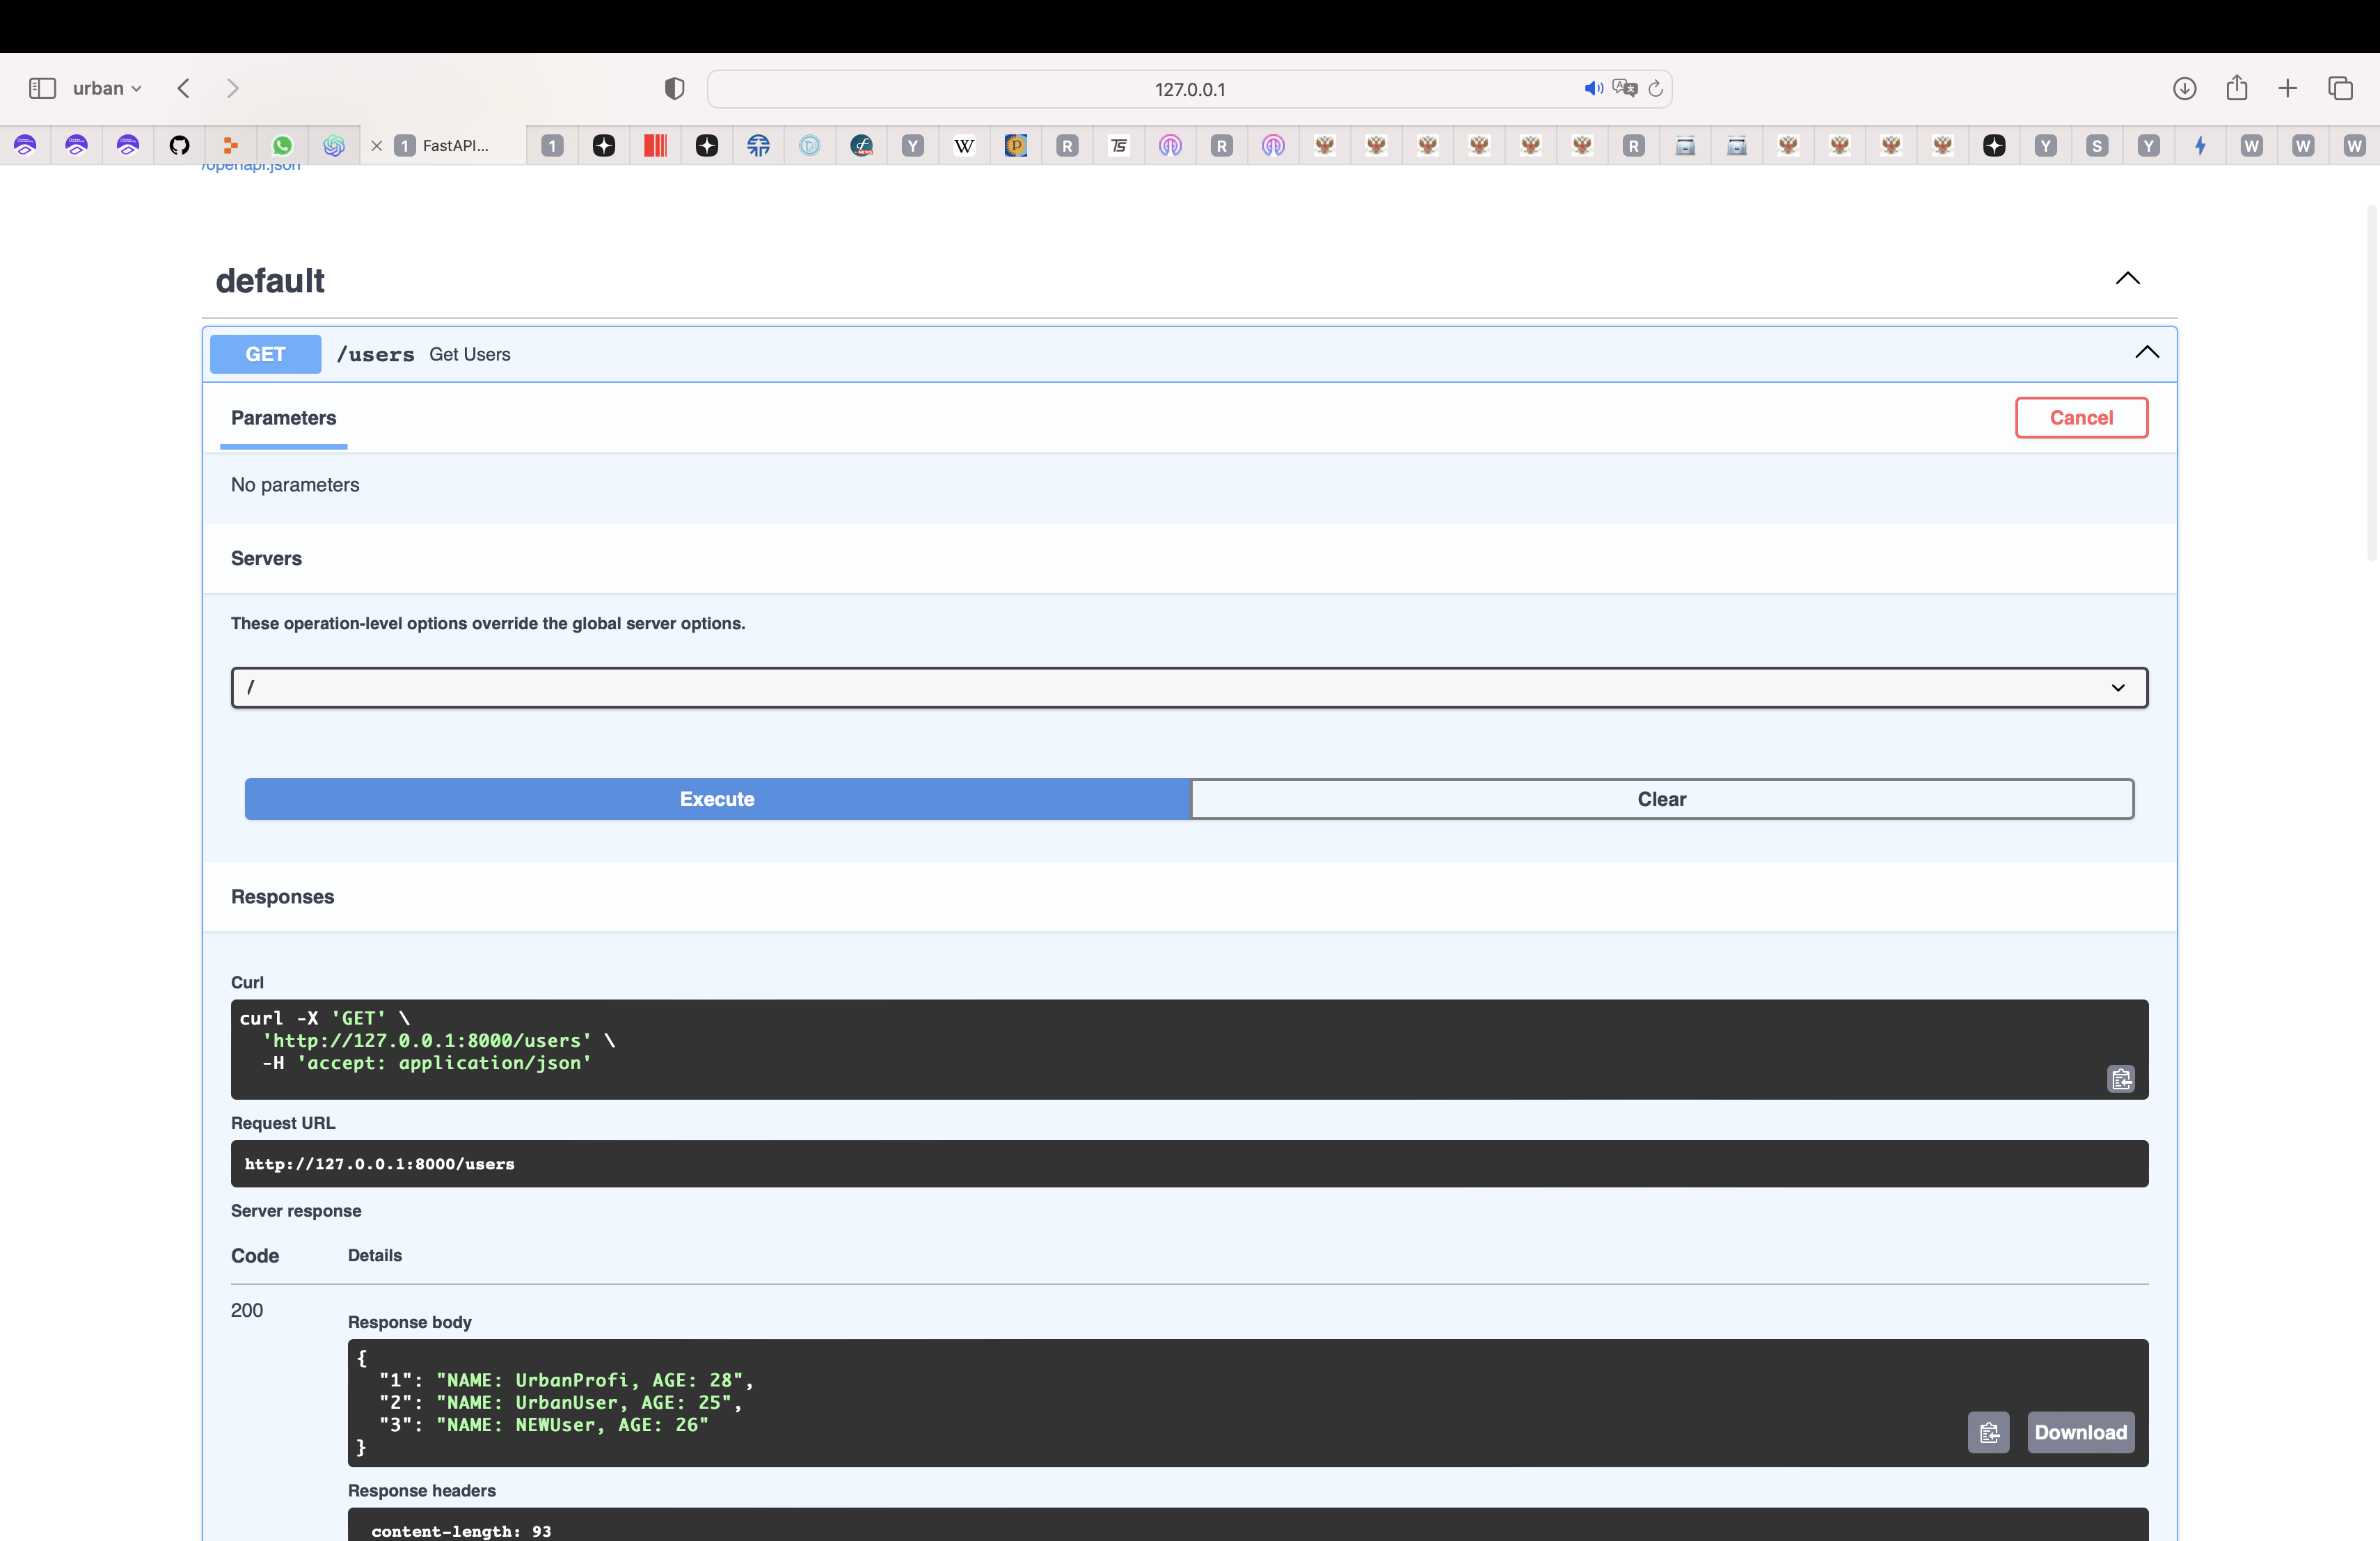 urban
127.0.0.1
1 FastAPI...
1
Y
W
P
R
TS
R
R
Y
S
Y
W
W
W
/openapi.json
default
GET /users Get Users
Parameters
Cancel
No parameters
Servers
These operation-level options override the global server options.
/
Execute
Clear
Responses
Curl
curl -X 'GET' \
'http://127.0.0.1:8000/users' \
-H 'accept: application/json'
Request URL
http://127.0.0.1:8000/users
Server response
Code Details
200
Response body
{
"1": "NAME: UrbanProfi, AGE: 28",
"2": "NAME: UrbanUser, AGE: 25",
"3": "NAME: NEWUser, AGE: 26"
}
Download
Response headers
content-length: 93